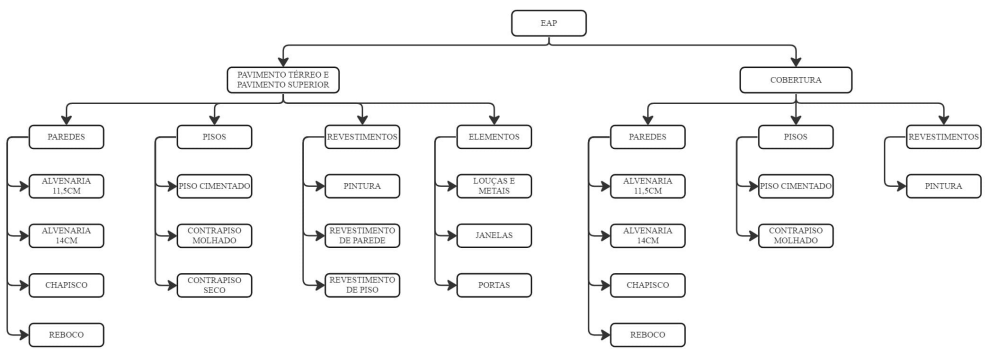 EAP
PAVIMENTO TÉRREO E
PAVIMENTO SUPERIOR
COBERTURA
PAREDES
PISOS
REVESTIMENTOS
ELEMENTOS
PAREDES
PISOS
REVESTIMENTOS
ALVENARIA
11,5CM
PISO CIMENTADO
PINTURA
LOUÇAS E
METAIS
ALVENARIA
11,5CM
PISO CIMENTADO
PINTURA
ALVENARIA
14CM
CONTRAPISO
MOLHADO
REVESTIMENTO
DE PAREDE
JANELAS
ALVENARIA
14CM
CONTRAPISO
MOLHADO
CHAPISCO
CONTRAPISO
SECO
REVESTIMENTO
DE PISO
PORTAS
CHAPISCO
REBOCO
REBOCO